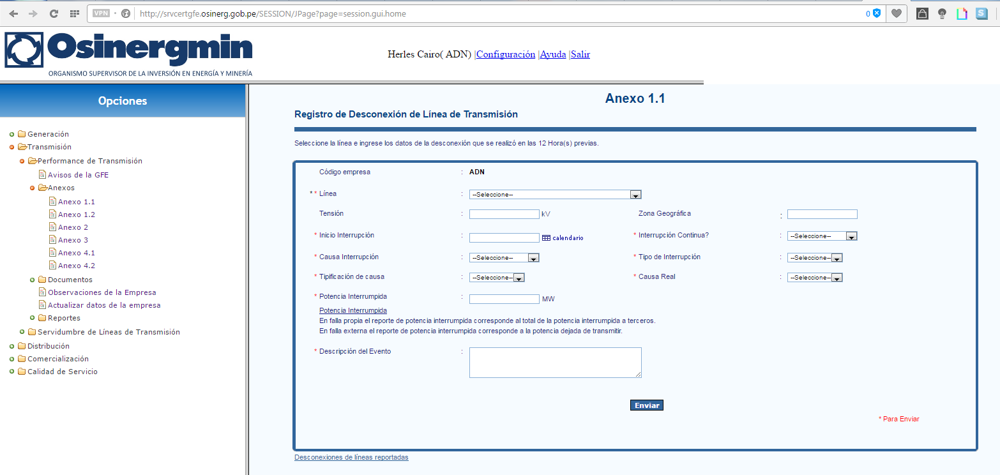 VPN http://srvcertgfe.osinerg.gob.pe/SESSION/JPage?page=session.gui.home 0
Osinergmin
ORGANISMO SUPERVISOR DE LA INVERSIÓN EN ENERGÍA Y MINERÍA
Herles Cairo( ADN) |Configuración |Ayuda |Salir
Opciones
Generación
Transmisión
Performance de Transmisión
Avisos de la GFE
Anexos
Anexo 1.1
Anexo 1.2
Anexo 2
Anexo 3
Anexo 4.1
Anexo 4.2
Documentos
Observaciones de la Empresa
Actualizar datos de la empresa
Reportes
Servidumbre de Líneas de Transmisión
Distribución
Comercialización
Calidad de Servicio
Anexo 1.1
Registro de Desconexión de Línea de Transmisión
Seleccione la línea e ingrese los datos de la desconexión que se realizó en las 12 Hora(s) previas.
Código empresa : ADN
* * Línea : --Seleccione--
Tensión : kV Zona Geográfica :
* Inicio Interrupción : calendario * Interrupción Continua? : --Seleccione--
* Causa Interrupción : --Seleccione-- * Tipo de Interrupción : --Seleccione--
* Tipificación de causa : --Seleccione-- * Causa Real : --Seleccione--
* Potencia Interrumpida : MW
Potencia Interrumpida
En falla propia el reporte de potencia interrumpida corresponde al total de la potencia interrumpida a terceros.
En falla externa el reporte de potencia interrumpida corresponde a la potencia dejada de transmitir.
* Descripción del Evento :
Enviar
* Para Enviar
Desconexiones de líneas reportadas